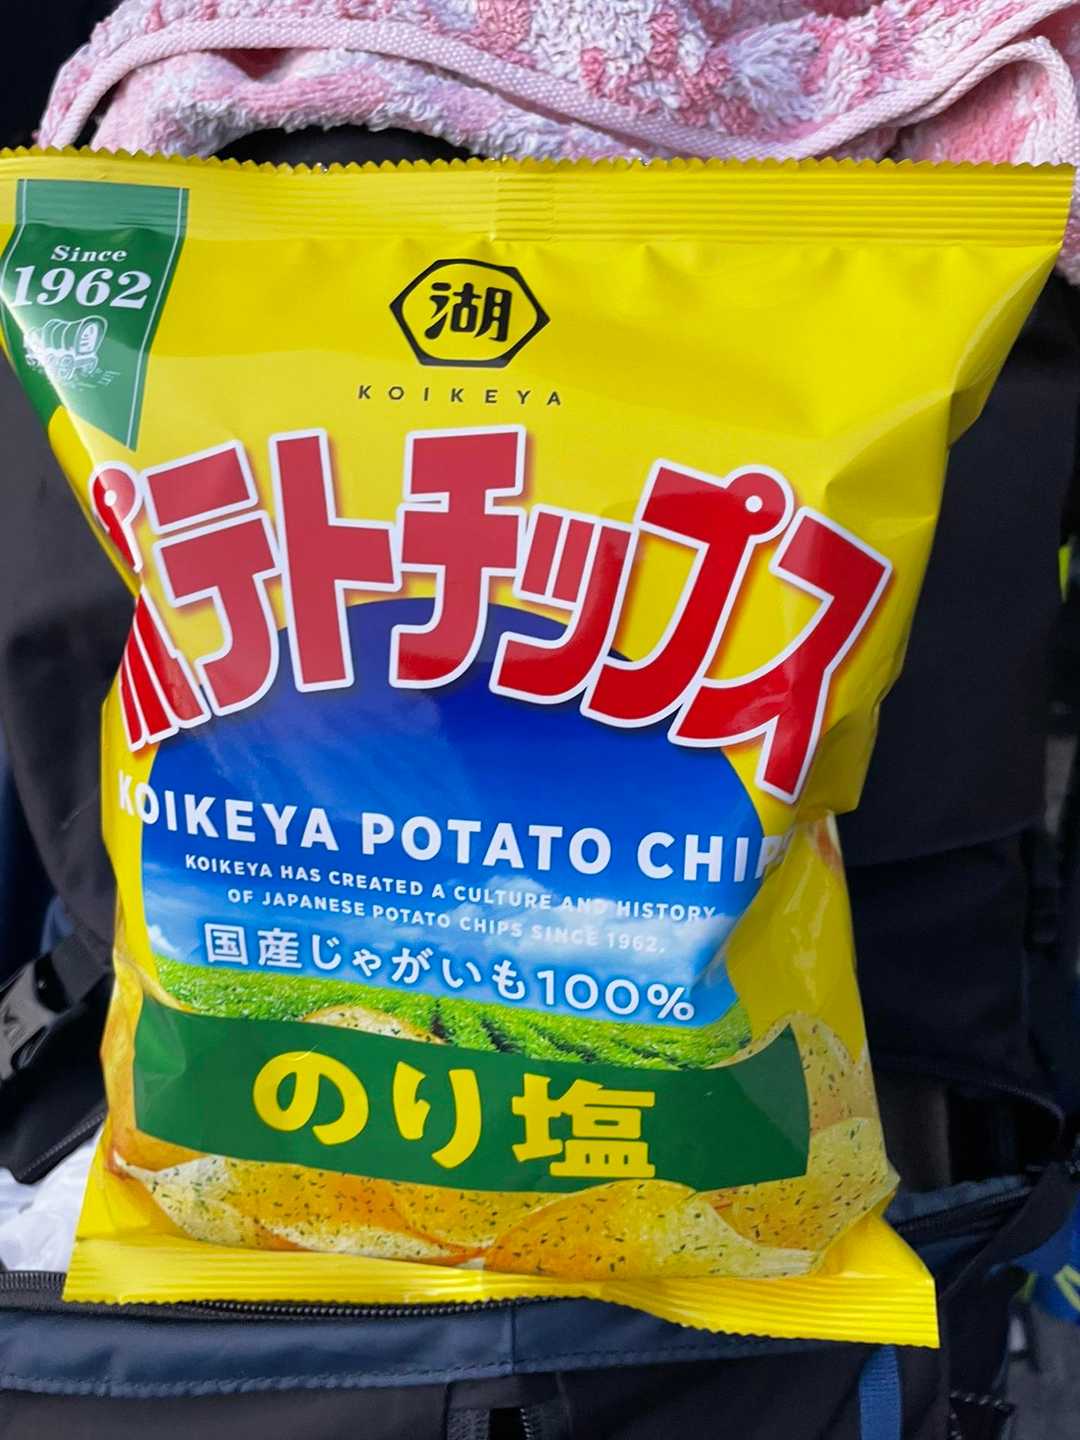 Since
1962
湖
KOIKEYA
ポテトチップス
KOIKEYA POTATO CHIPS
KOIKEYA HAS CREATED A CULTURE AND HISTORY
OF JAPANESE POTATO CHIPS SINCE 1962.
国産じゃがいも100%
のり塩